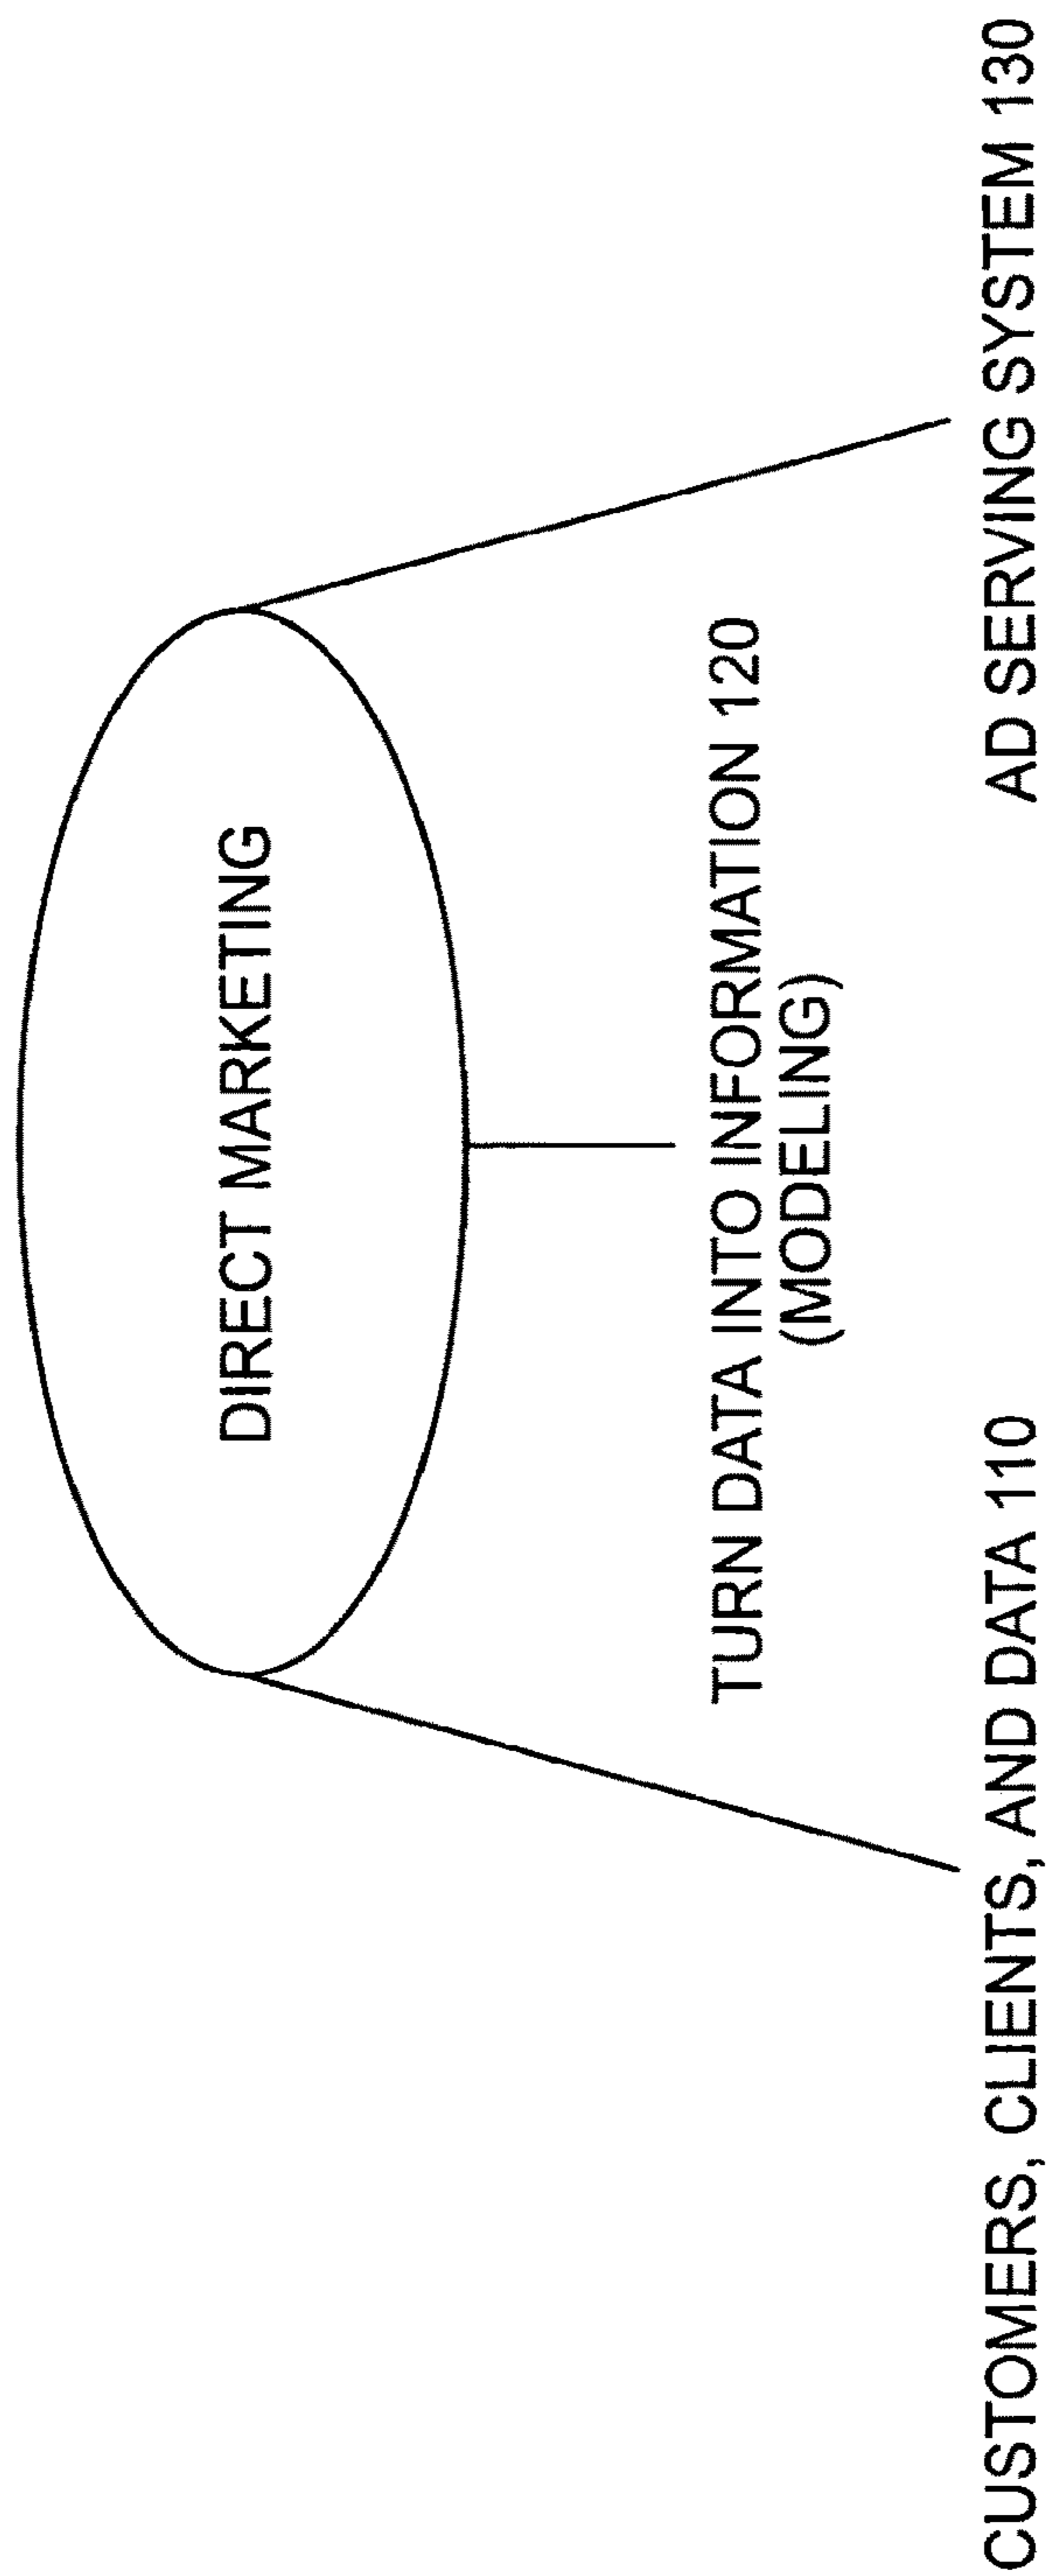 DIRECT MARKETING
TURN DATA INTO INFORMATION 120
(MODELING)
CUSTOMERS, CLIENTS, AND DATA 110
AD SERVING SYSTEM 130